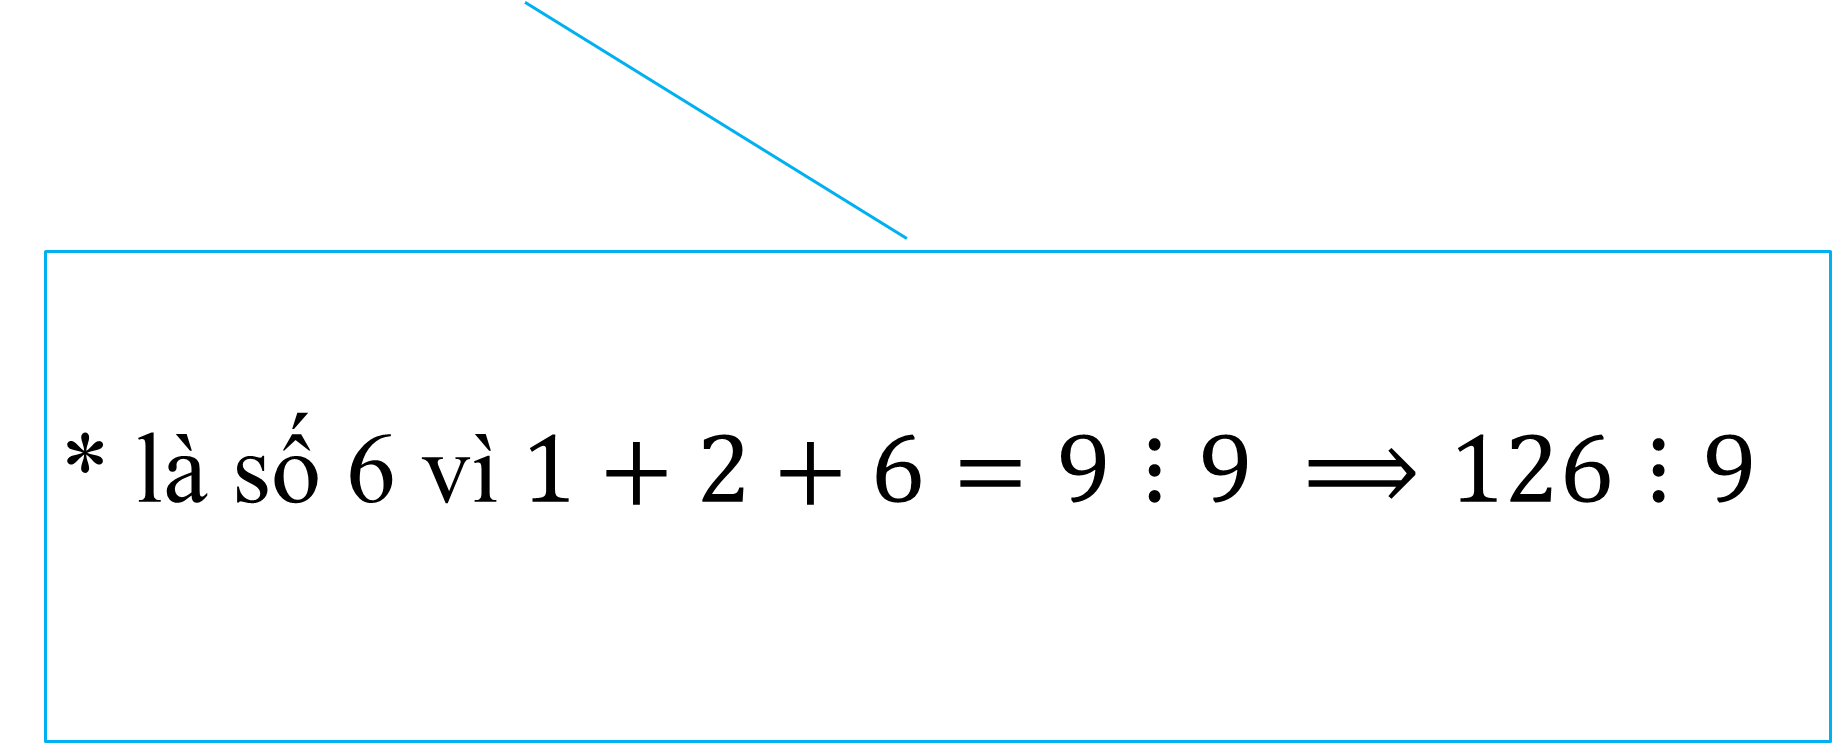 * là số 6 vì 1 + 2 + 6 = 9 ⋮ 9 ⟹ 126 ⋮ 9